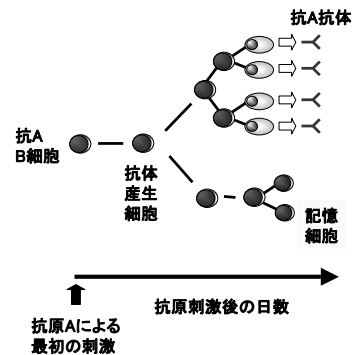 抗A抗体
抗A
B細胞
抗体
産生
細胞
記憶
細胞
抗原刺激後の日数
抗原Aによる
最初の刺激